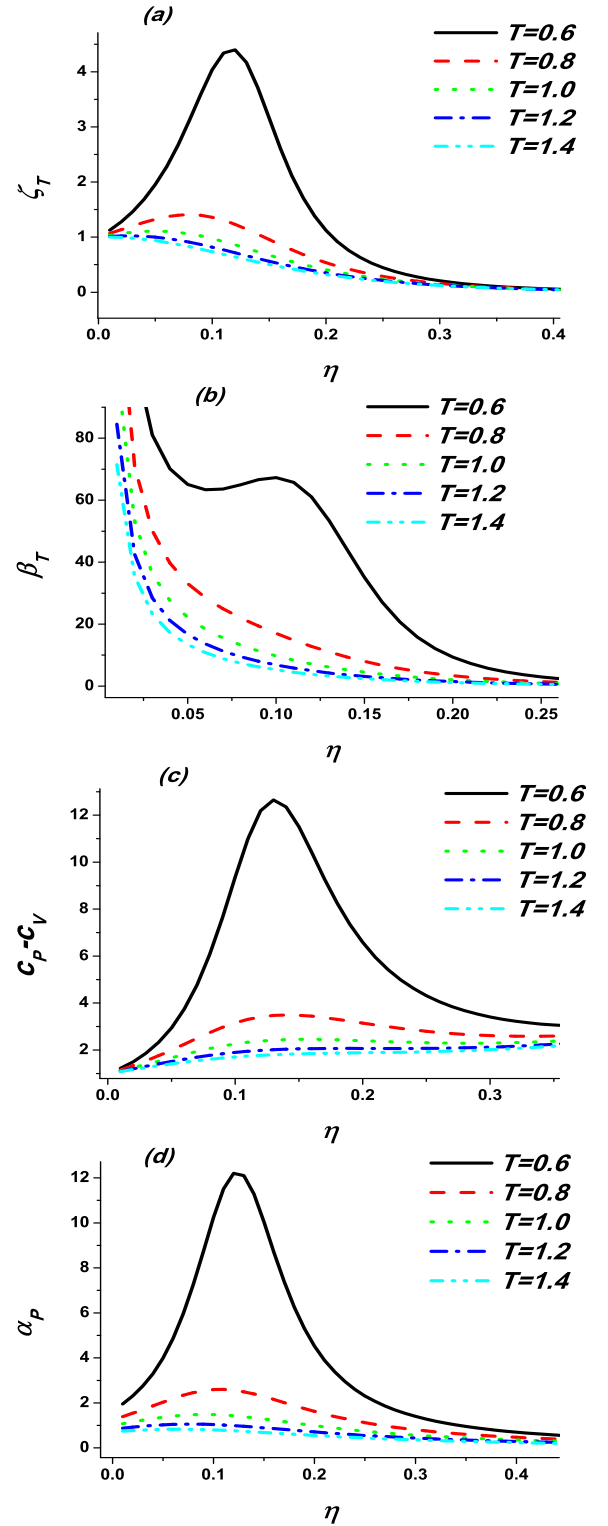 (a)
T=0.6
T=0.8
T=1.0
T=1.2
T=1.4
4
3
2
1
0
ζT
0.0 0.1 0.2 0.3 0.4
η
(b)
T=0.6
T=0.8
T=1.0
T=1.2
T=1.4
80
60
40
20
0
βT
0.05 0.10 0.15 0.20 0.25
η
(c)
T=0.6
T=0.8
T=1.0
T=1.2
T=1.4
12
10
8
6
4
2
CP-CV
0.0 0.1 0.2 0.3
η
(d)
T=0.6
T=0.8
T=1.0
T=1.2
T=1.4
12
10
8
6
4
2
0
αP
0.0 0.1 0.2 0.3 0.4
η